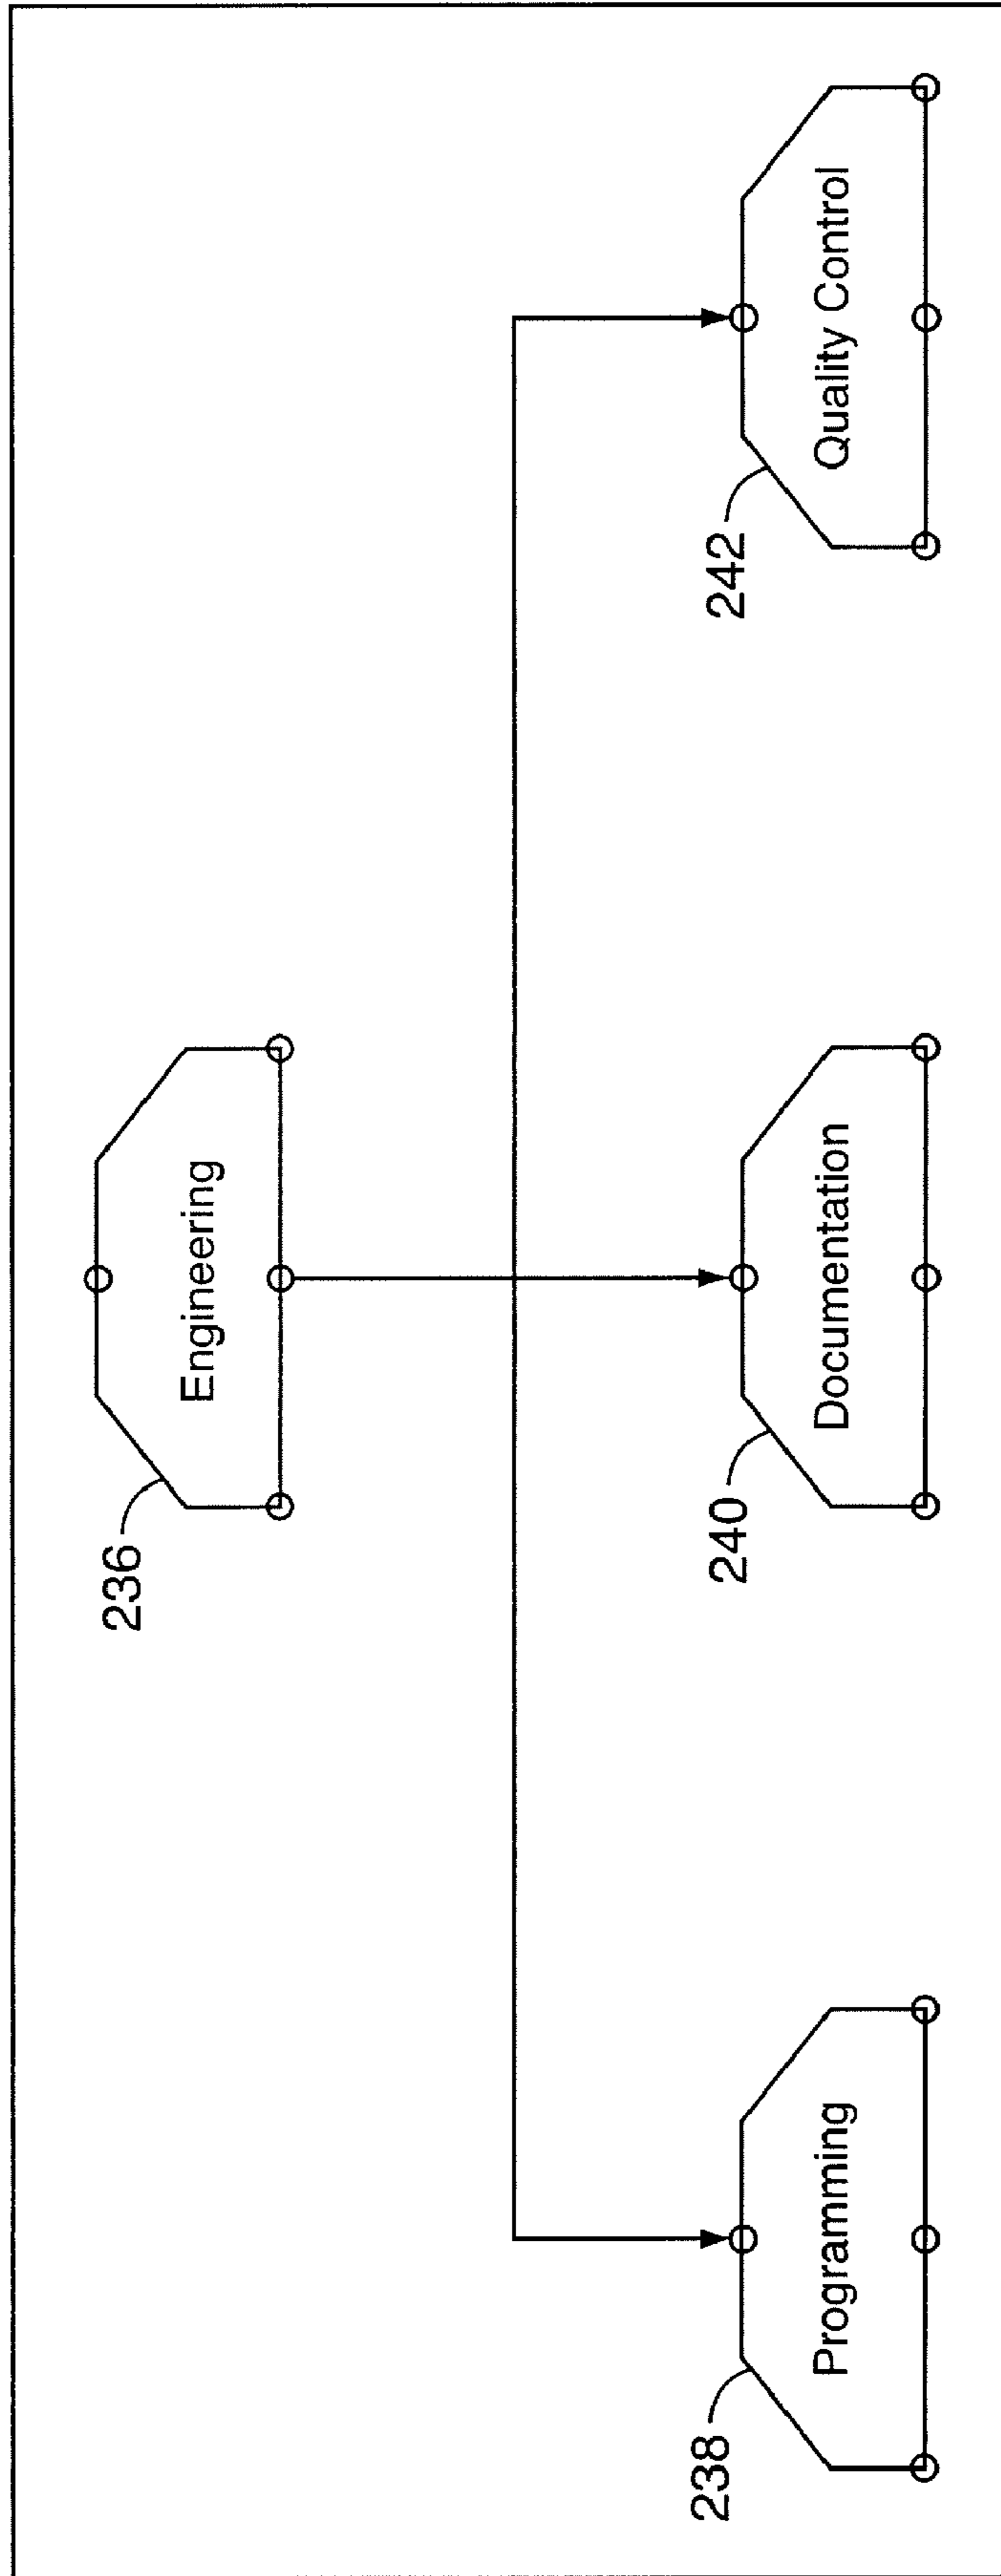 236
Engineering
238
Programming
240
Documentation
242
Quality Control